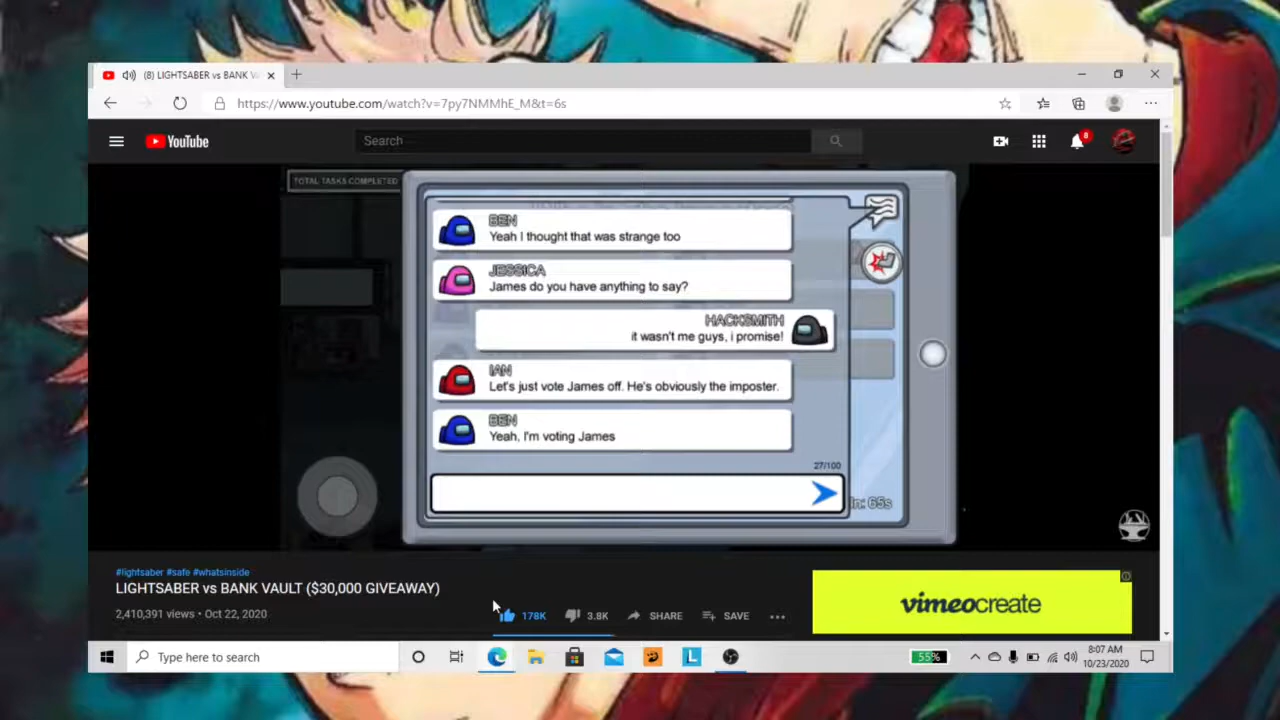 (8) LIGHTSABER vs BANK V
https://www.youtube.com/watch?v=7py7NMMhE_M&t=6s
YouTube
Search
8
TOTAL TASKS COMPLETED
BEN
Yeah I thought that was strange too
JESSICA
James do you have anything to say?
HACKSMITH
it wasn't me guys, i promise!
IAN
Let's just vote James off. He's obviously the imposter.
BEN
Yeah, I'm voting James
27/100
In: 65s
#lightsaber #safe #whatsinside
LIGHTSABER vs BANK VAULT ($30,000 GIVEAWAY)
2,410,391 views • Oct 22, 2020
178K
3.8K
SHARE
SAVE
vimeocreate
Type here to search
L
55%
8:07 AM
10/23/2020